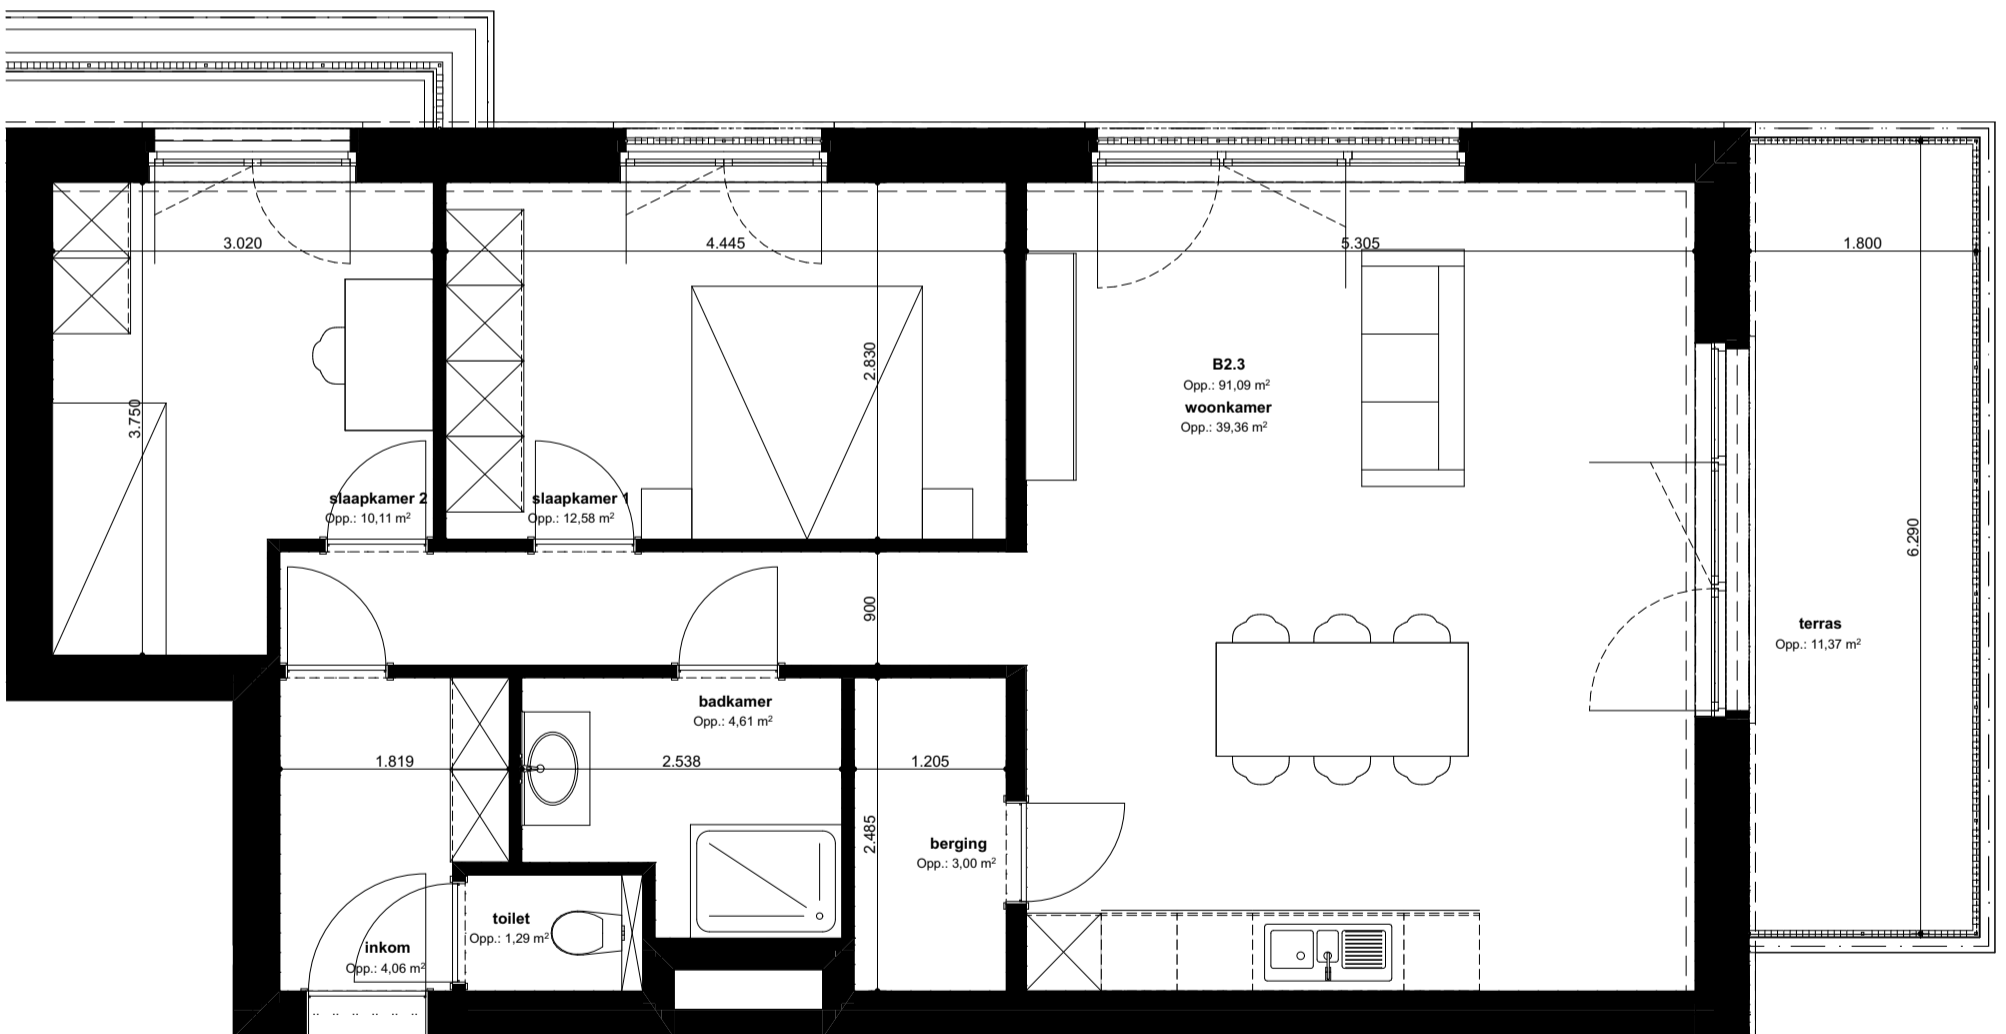 3.020
4.445
5.305
1.800
2.830
3.750
B2.3
Opp.: 91,09 m²
woonkamer
Opp.: 39,36 m²
slaapkamer 2
Opp.: 10,11 m²
slaapkamer 1
Opp.: 12,58 m²
6.290
900
terras
Opp.: 11,37 m²
badkamer
Opp.: 4,61 m²
1.819
2.538
1.205
2.485
berging
Opp.: 3,00 m²
toilet
Opp.: 1,29 m²
inkom
Opp.: 4,06 m²